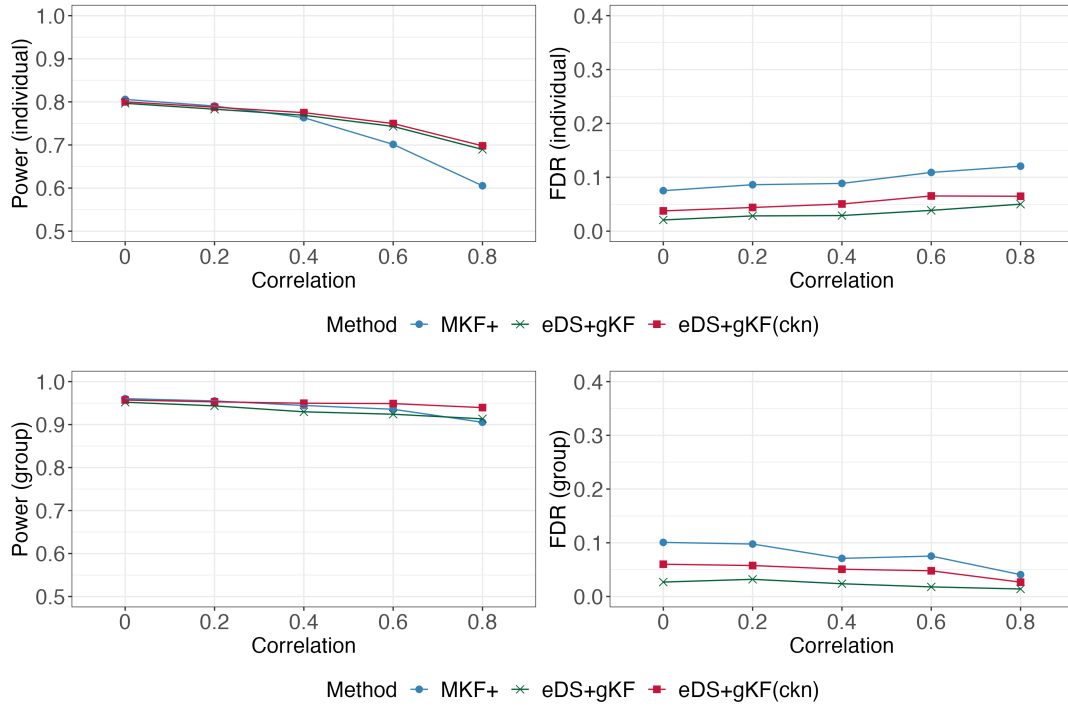 Power (individual)
1.0
0.9
0.8
0.7
0.6
0.5
0 0.2 0.4 0.6 0.8
Correlation
FDR (individual)
0.4
0.3
0.2
0.1
0.0
0 0.2 0.4 0.6 0.8
Correlation
Method MKF+ eDS+gKF eDS+gKF(ckn)
Power (group)
1.0
0.9
0.8
0.7
0.6
0.5
0 0.2 0.4 0.6 0.8
Correlation
FDR (group)
0.4
0.3
0.2
0.1
0.0
0 0.2 0.4 0.6 0.8
Correlation
Method MKF+ eDS+gKF eDS+gKF(ckn)